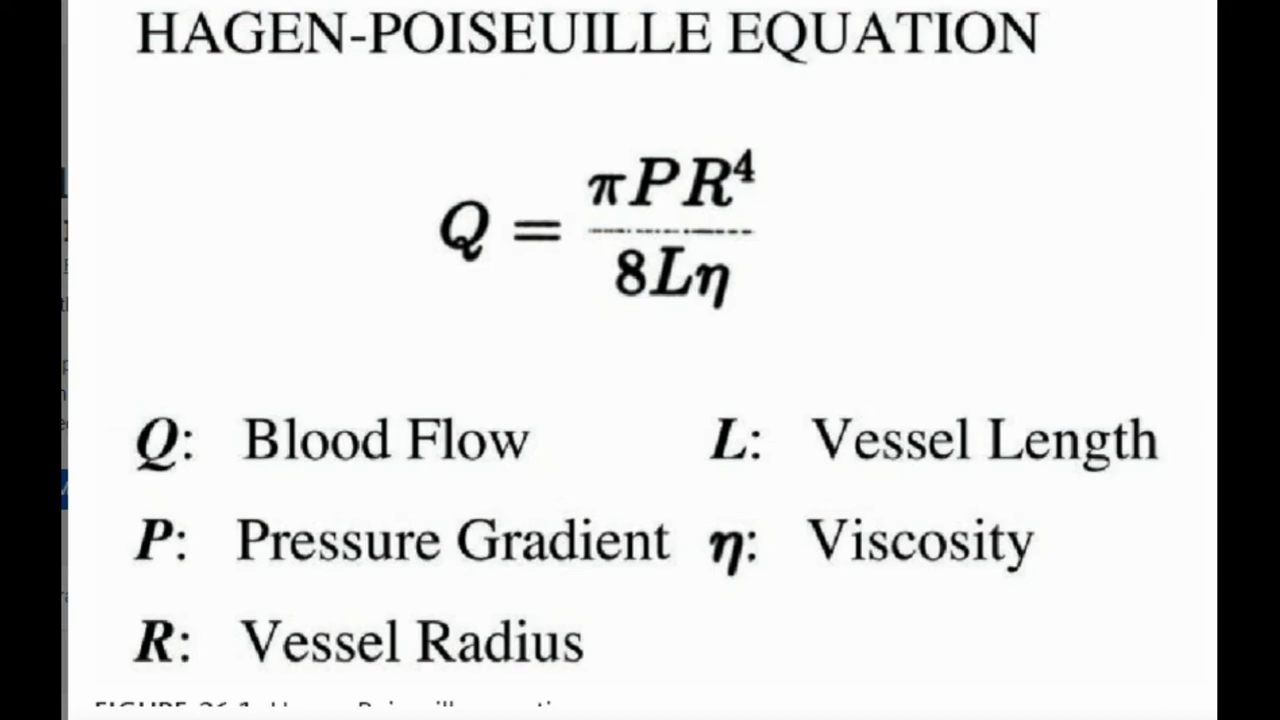 HAGEN-POISEUILLE EQUATION
Q = πPR⁴
8Lη
Q: Blood Flow L: Vessel Length
P: Pressure Gradient η: Viscosity
R: Vessel Radius